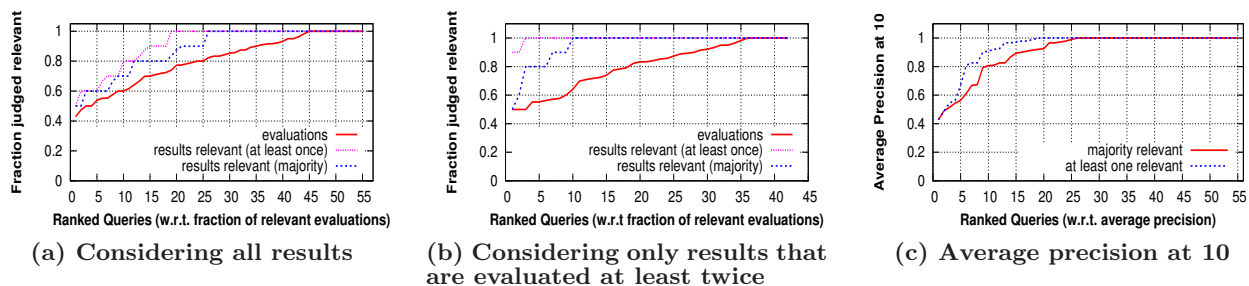 Fraction judged relevant
1
0.8
0.6
0.4
0.2
0
evaluations
results relevant (at least once)
results relevant (majority)
0 5 10 15 20 25 30 35 40 45 50 55
Ranked Queries (w.r.t. fraction of relevant evaluations)
(a) Considering all results
Fraction judged relevant
1
0.8
0.6
0.4
0.2
0
evaluations
results relevant (at least once)
results relevant (majority)
0 5 10 15 20 25 30 35 40 45
Ranked Queries (w.r.t fraction of relevant evaluations)
(b) Considering only results that
are evaluated at least twice
Average Precision at 10
1
0.8
0.6
0.4
0.2
0
majority relevant
at least one relevant
0 5 10 15 20 25 30 35 40 45 50 55
Ranked Queries (w.r.t. average precision)
(c) Average precision at 10